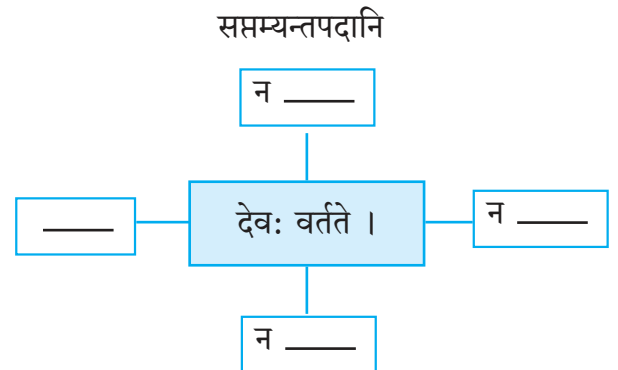 सप्तम्यन्तपदानि
न ____
____
देवः वर्तते ।
न ____
न ____